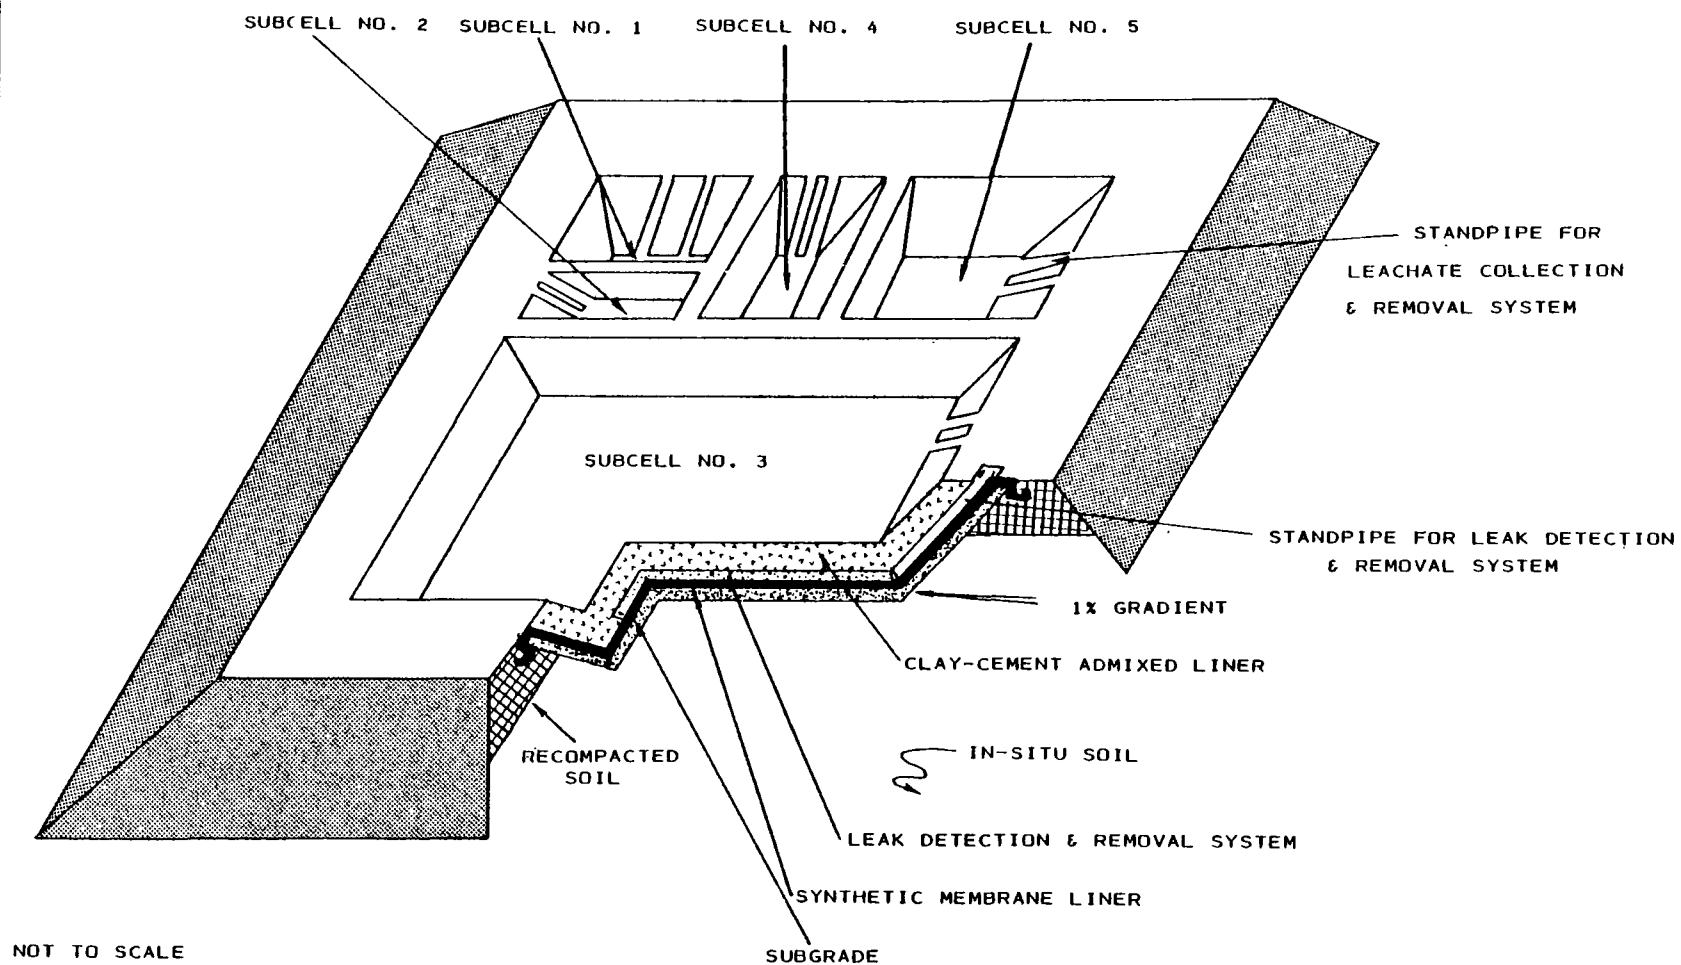 SUBCELL NO. 2
SUBCELL NO. 1
SUBCELL NO. 4
SUBCELL NO. 5
STANDPIPE FOR
LEACHATE COLLECTION
& REMOVAL SYSTEM
SUBCELL NO. 3
STANDPIPE FOR LEAK DETECTION
& REMOVAL SYSTEM
1% GRADIENT
CLAY-CEMENT ADMIXED LINER
RECOMPACTED
SOIL
IN-SITU SOIL
LEAK DETECTION & REMOVAL SYSTEM
SYNTHETIC MEMBRANE LINER
NOT TO SCALE
SUBGRADE